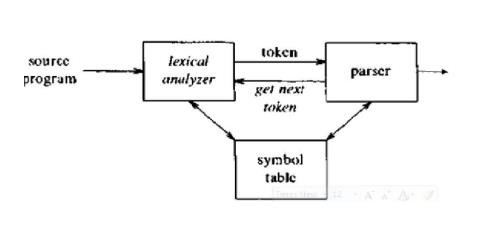 source
program
lexical
analyzer
token
get next
token
parser
symbol
table